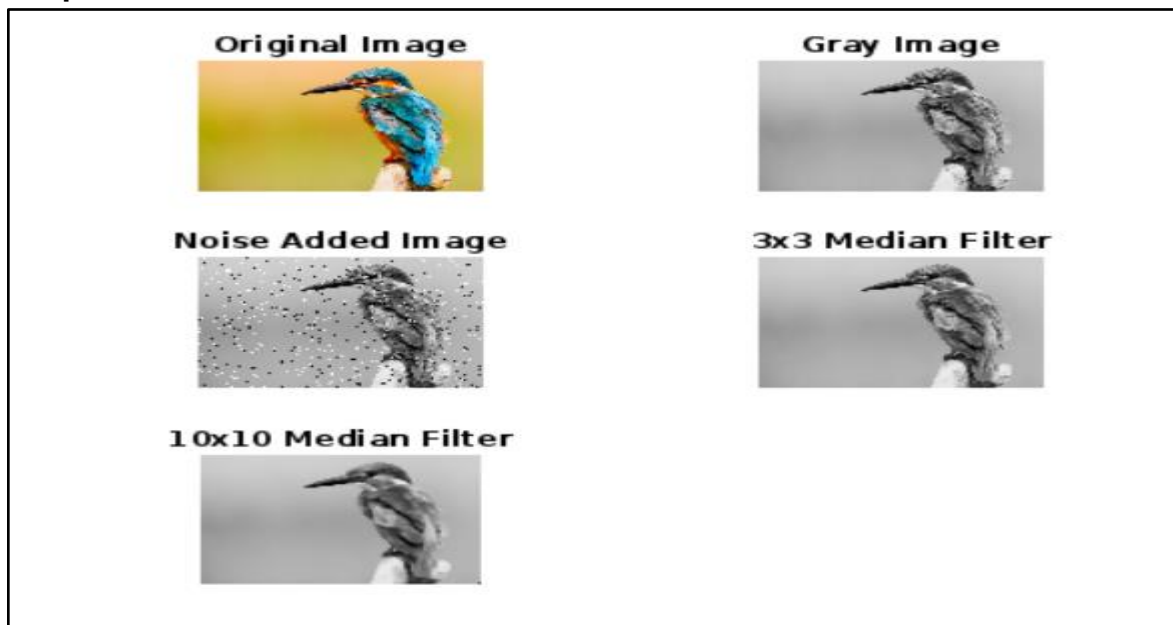 Original Image
Gray Image
Noise Added Image
3x3 Median Filter
10x10 Median Filter